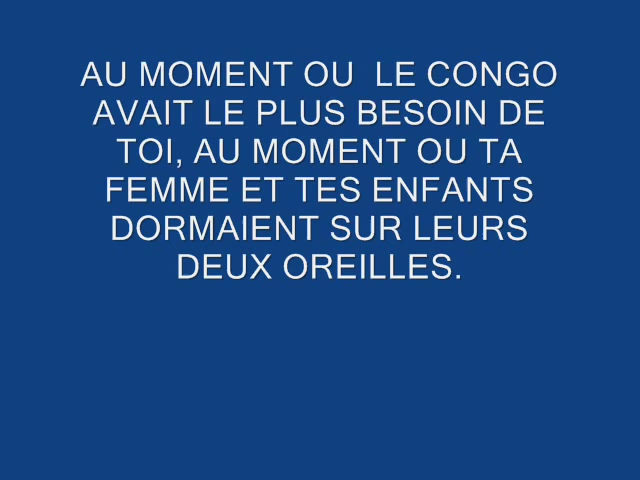 AU MOMENT OU  LE CONGO
AVAIT LE PLUS BESOIN DE
TOI, AU MOMENT OU TA
FEMME ET TES ENFANTS
DORMAIENT SUR LEURS
DEUX OREILLES.